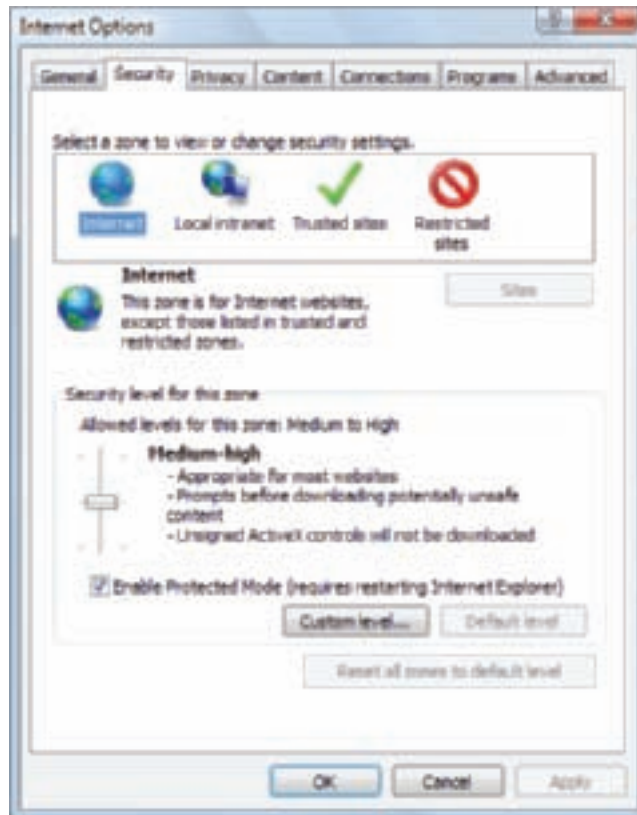 Internet Options
General Security Privacy Content Connections Programs Advanced
Select a zone to view or change security settings.
Internet Local intranet Trusted sites Restricted
sites
Internet
Sites
This zone is for Internet websites,
except those listed in trusted and
restricted zones.
Security level for this zone
Allowed levels for this zone: Medium to High
Medium-high
- Appropriate for most websites
- Prompts before downloading potentially unsafe
content
- Unsigned ActiveX controls will not be downloaded
Enable Protected Mode (requires restarting Internet Explorer)
Custom level... Default level
Reset all zones to default level
OK Cancel Apply